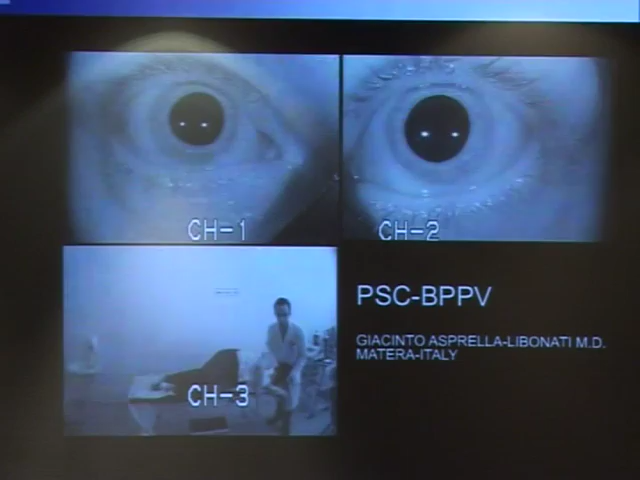 CH-1
CH-2
PSC-BPPV
GIACINTO ASPRELLA-LIBONATI M.D.
MATERA-ITALY
CH-3